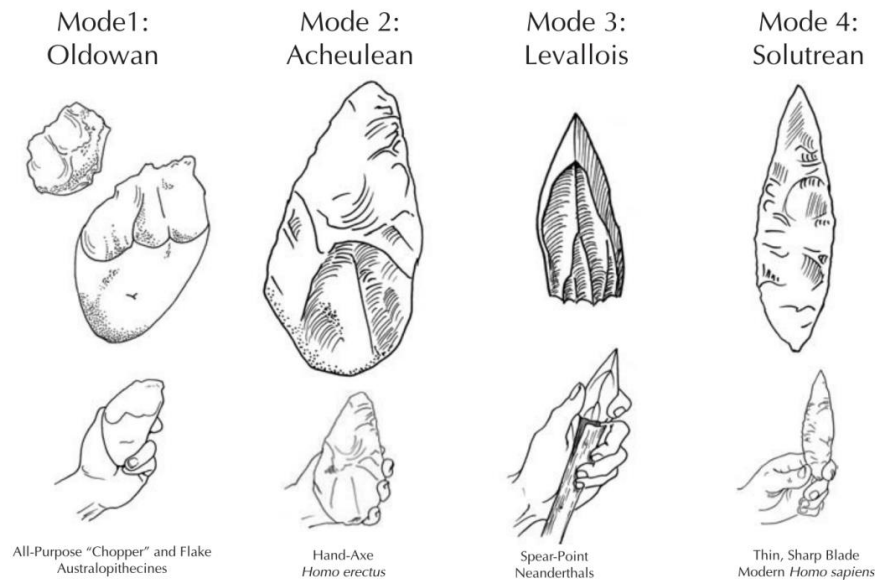 Mode1:
Oldowan
Mode 2:
Acheulean
Mode 3:
Levallois
Mode 4:
Solutrean
All-Purpose “Chopper” and Flake
Australopithecines
Hand-Axe
Homo erectus
Spear-Point
Neanderthals
Thin, Sharp Blade
Modern Homo sapiens